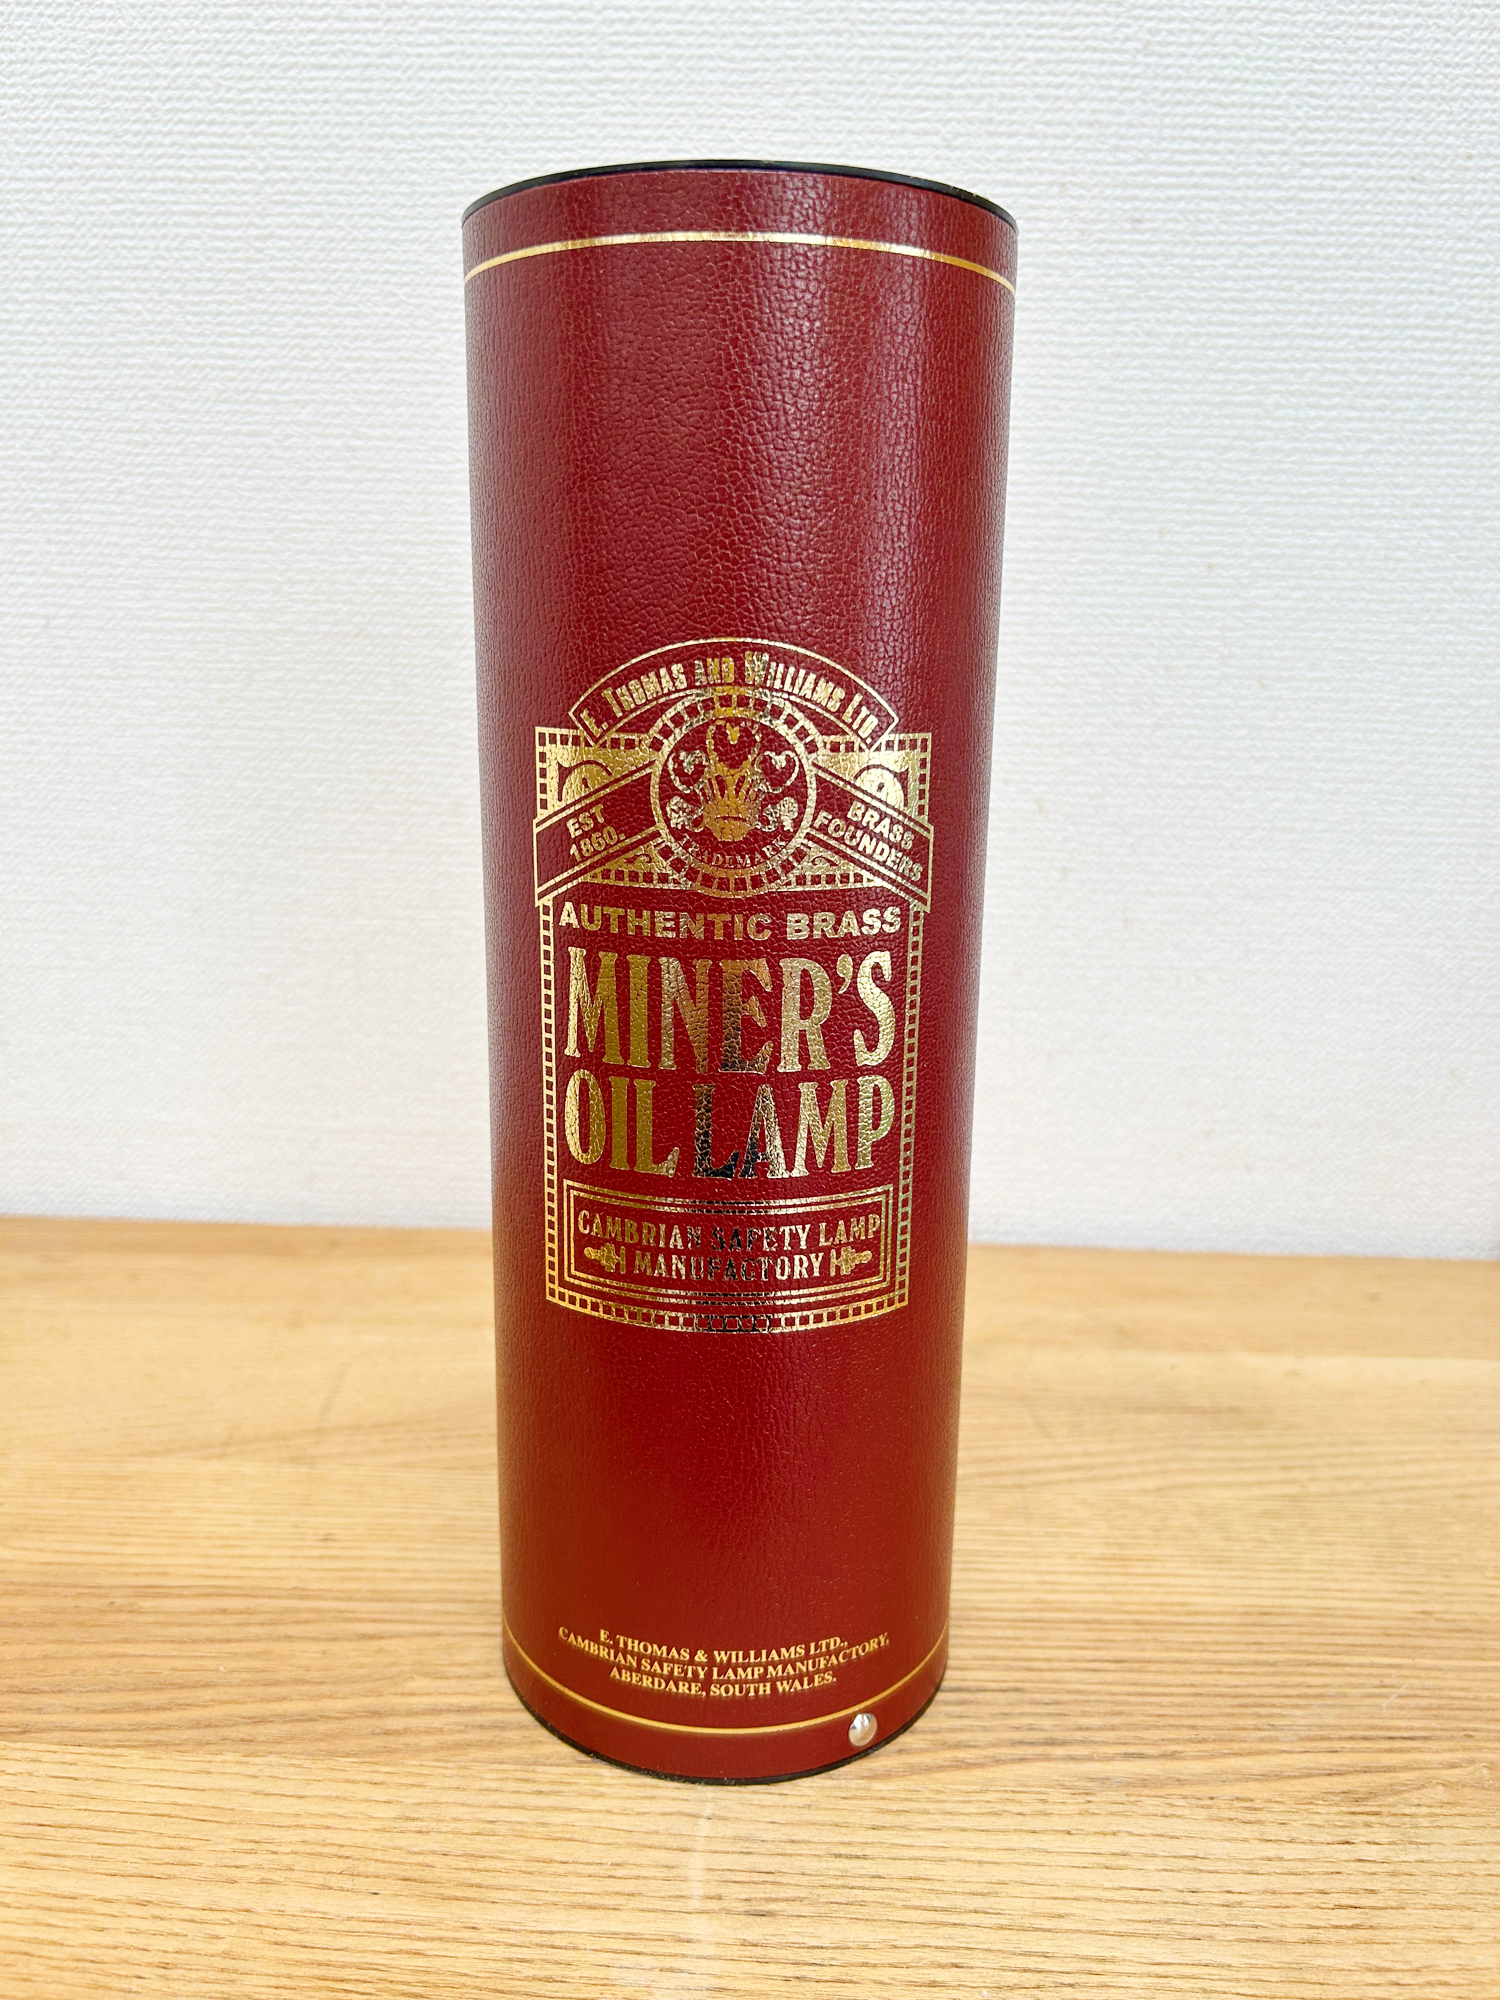 E. THOMAS AND WILLIAMS LTD.
EST
1860.
BRASS
FOUNDERS
TRADEMARK
AUTHENTIC BRASS
MINER'S
OIL LAMP
CAMBRIAN SAFETY LAMP
MANUFACTORY
E. THOMAS & WILLIAMS LTD.,
CAMBRIAN SAFETY LAMP MANUFACTORY,
ABERDARE, SOUTH WALES.